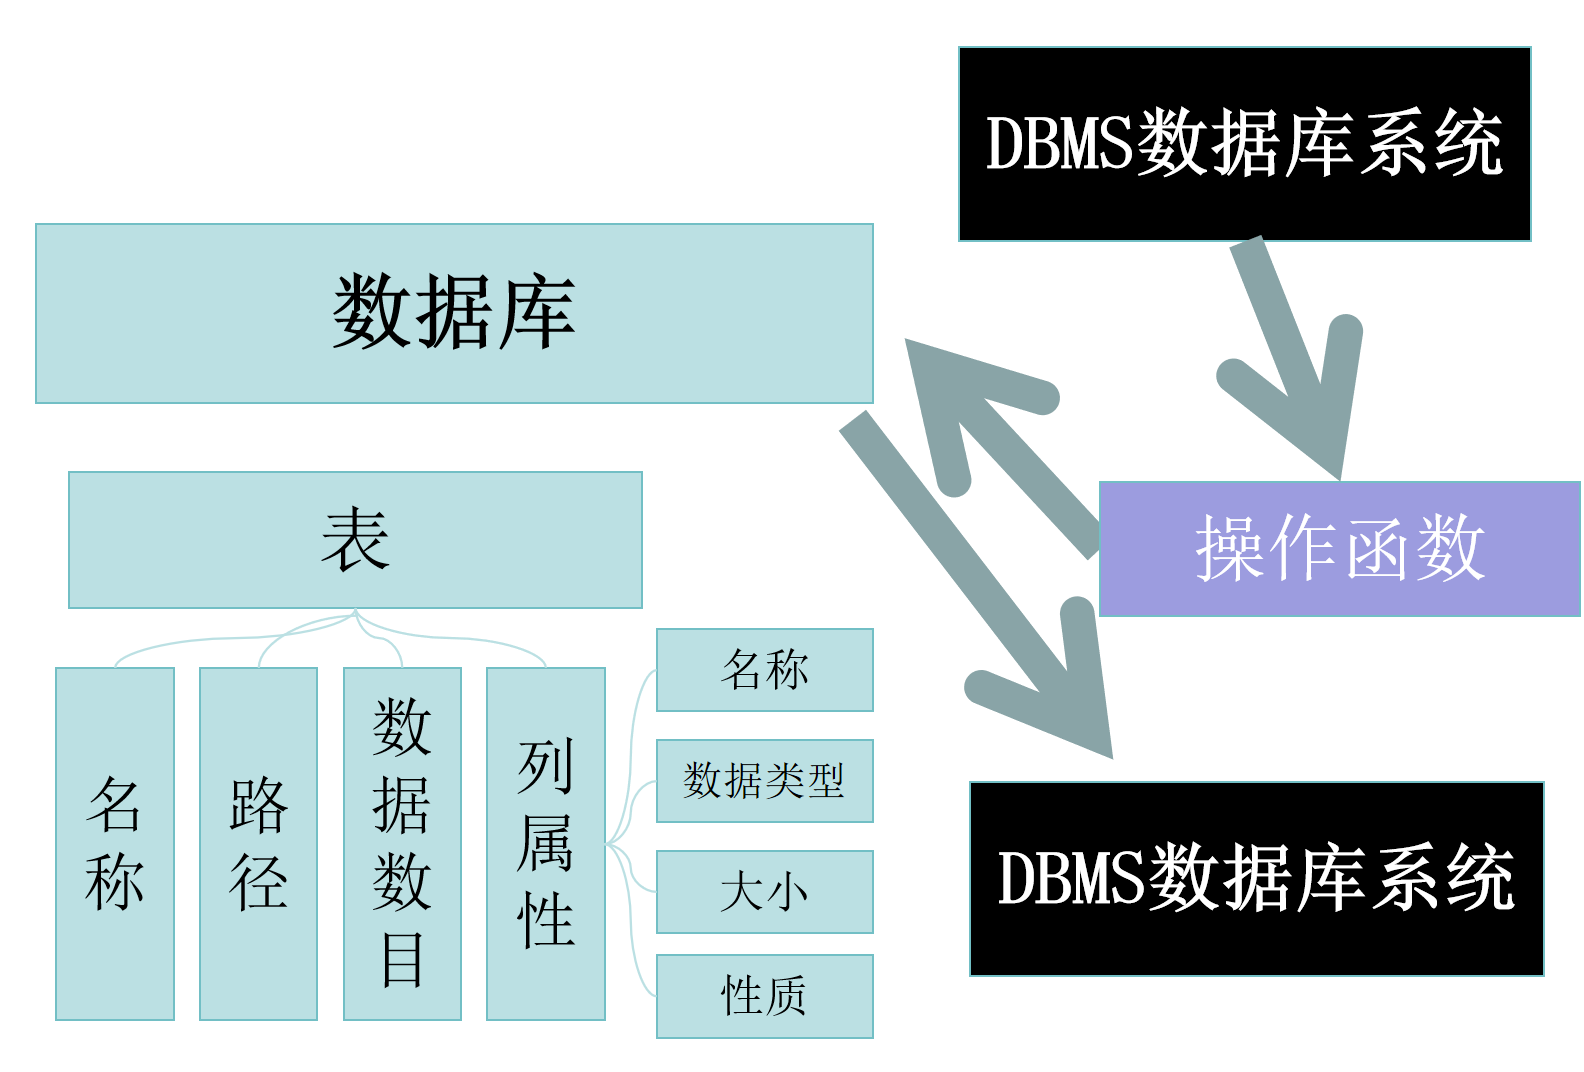 DBMS数据库系统
数据库
表
操作函数
名称
路径
数据数目
列属性
名称
数据类型
大小
性质
DBMS数据库系统